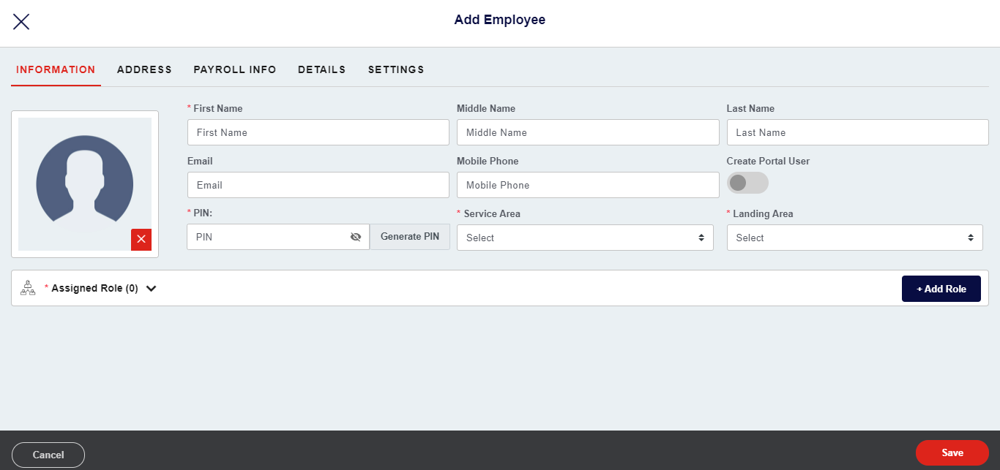 Add Employee
INFORMATION ADDRESS PAYROLL INFO DETAILS SETTINGS
* First Name Middle Name Last Name
First Name Middle Name Last Name
Email Mobile Phone Create Portal User
Email Mobile Phone
* PIN: * Service Area * Landing Area
PIN Generate PIN Select Select
* Assigned Role (0) + Add Role
Cancel Save